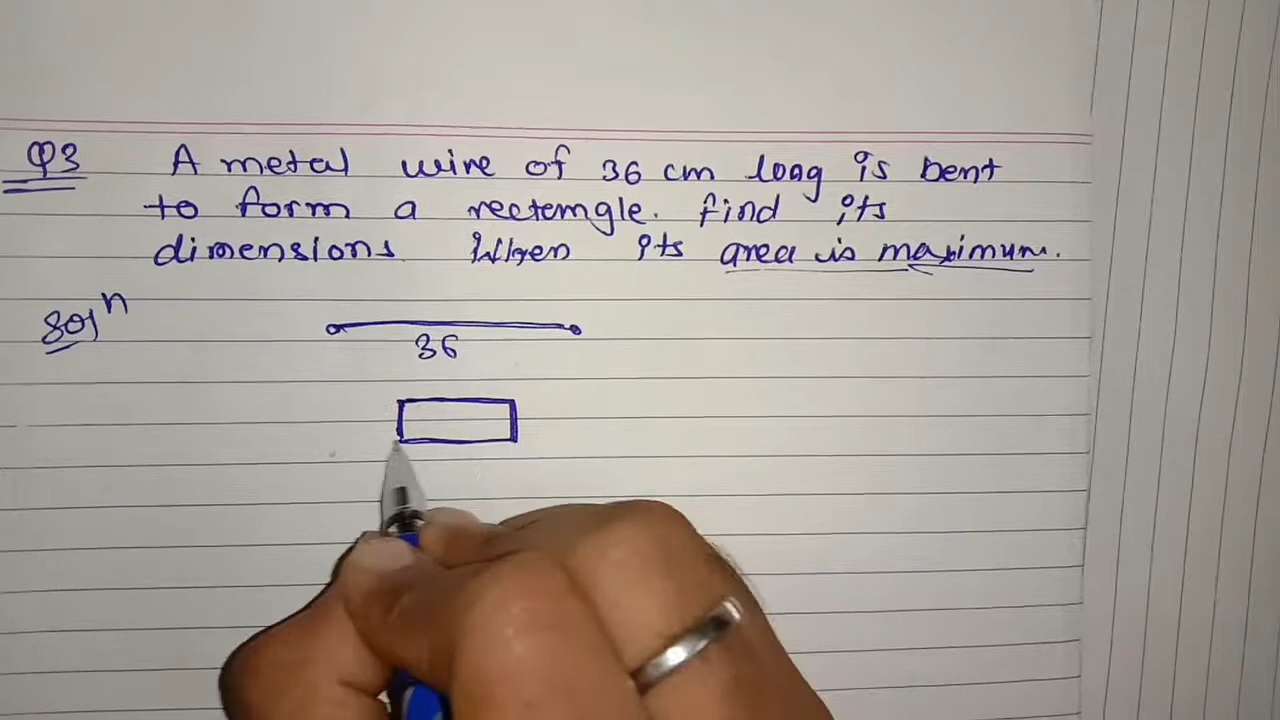 Q3 A metal wire of 36 cm long is bent
to form a rectemgle. find its
dimensions when its area is maximum.
Solⁿ
36